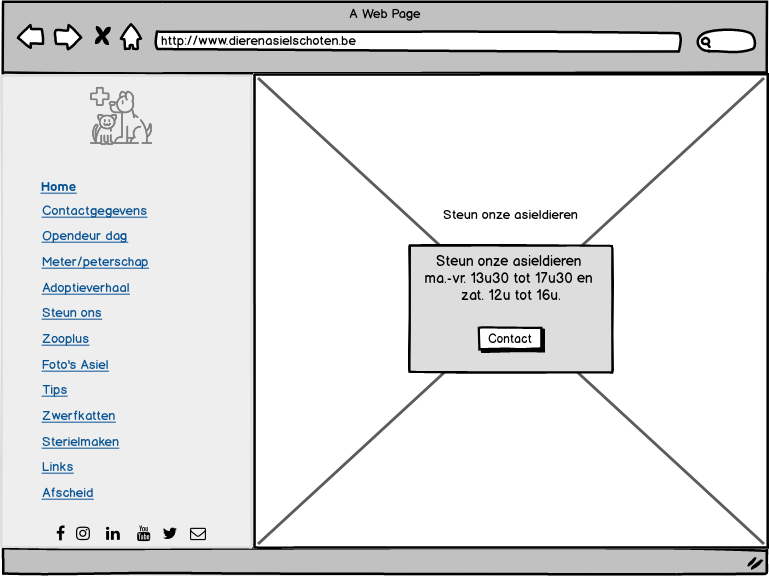 A Web Page
http://www.dierenasielschoten.be
Home
Contactgegevens
Opendeur dag
Meter/peterschap
Adoptieverhaal
Steun ons
Zooplus
Foto's Asiel
Tips
Zwerfkatten
Sterielmaken
Links
Afscheid
You
Tube
Steun onze asieldieren
Steun onze asieldieren
ma.-vr. 13u30 tot 17u30 en
zat. 12u tot 16u.
Contact